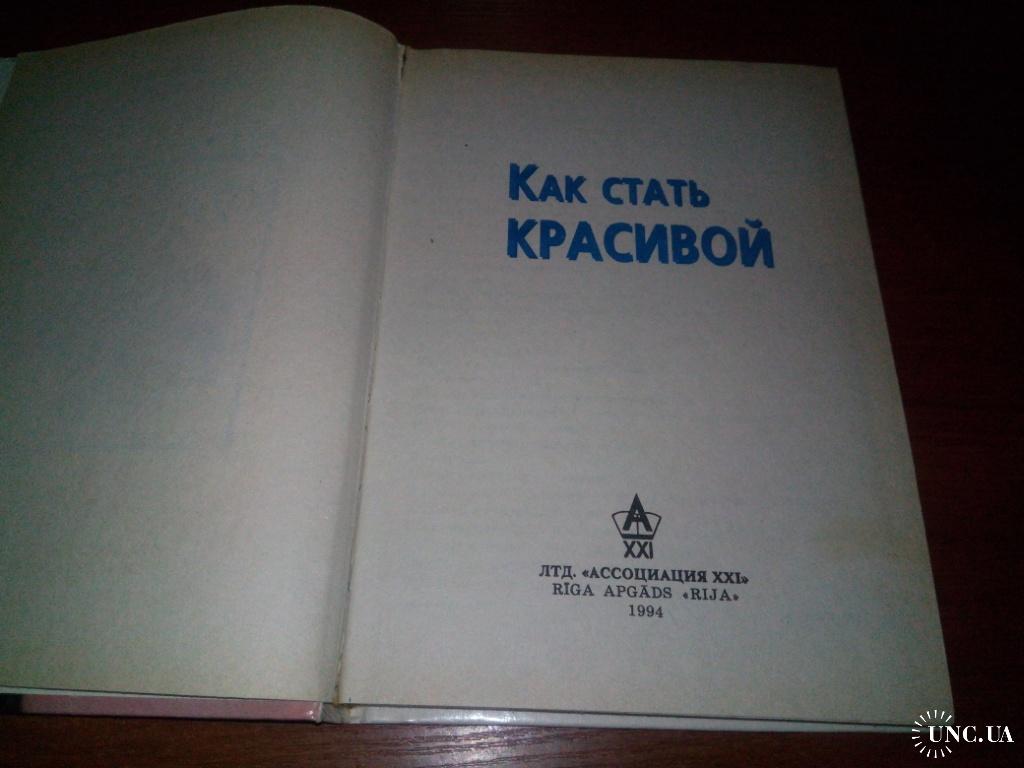 Как стать
КРАСИВОЙ
А
XXI
ЛТД. «АССОЦИАЦИЯ XXI»
RĪGA APGĀDS «RIJA»
1994
UNC.UA